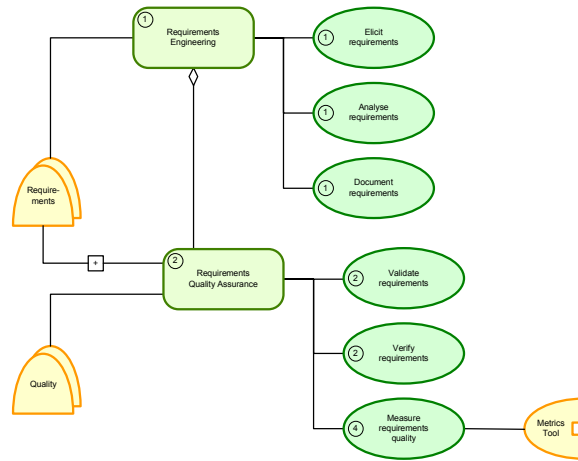 1
Requirements
Engineering
1
Elicit
requirements
1
Analyse
requirements
1
Document
requirements
Require-
ments
+
2
Requirements
Quality Assurance
2
Validate
requirements
2
Verify
requirements
Quality
4
Measure
requirements
quality
Metrics
Tool